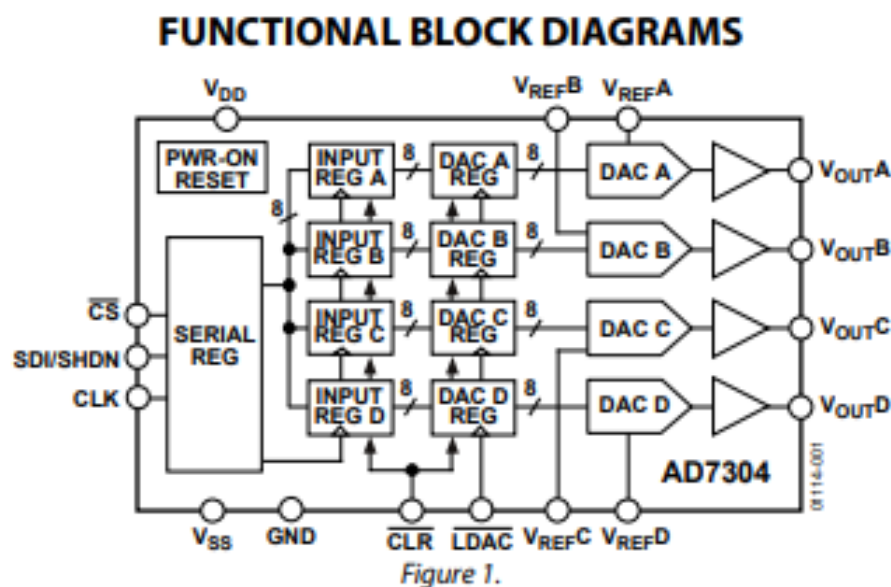 FUNCTIONAL BLOCK DIAGRAMS
VDD
VREFB
VREFA
PWR-ON
RESET
INPUT
REG A
8
DAC A
REG
8
DAC A
VOUTA
8
INPUT
REG B
8
DAC B
REG
8
DAC B
VOUTB
CS
SDI/SHDN
CLK
SERIAL
REG
INPUT
REG C
8
DAC C
REG
8
DAC C
VOUTC
INPUT
REG D
8
DAC D
REG
8
DAC D
VOUTD
AD7304
01114-001
VSS
GND
CLR
LDAC
VREFC
VREFD
Figure 1.